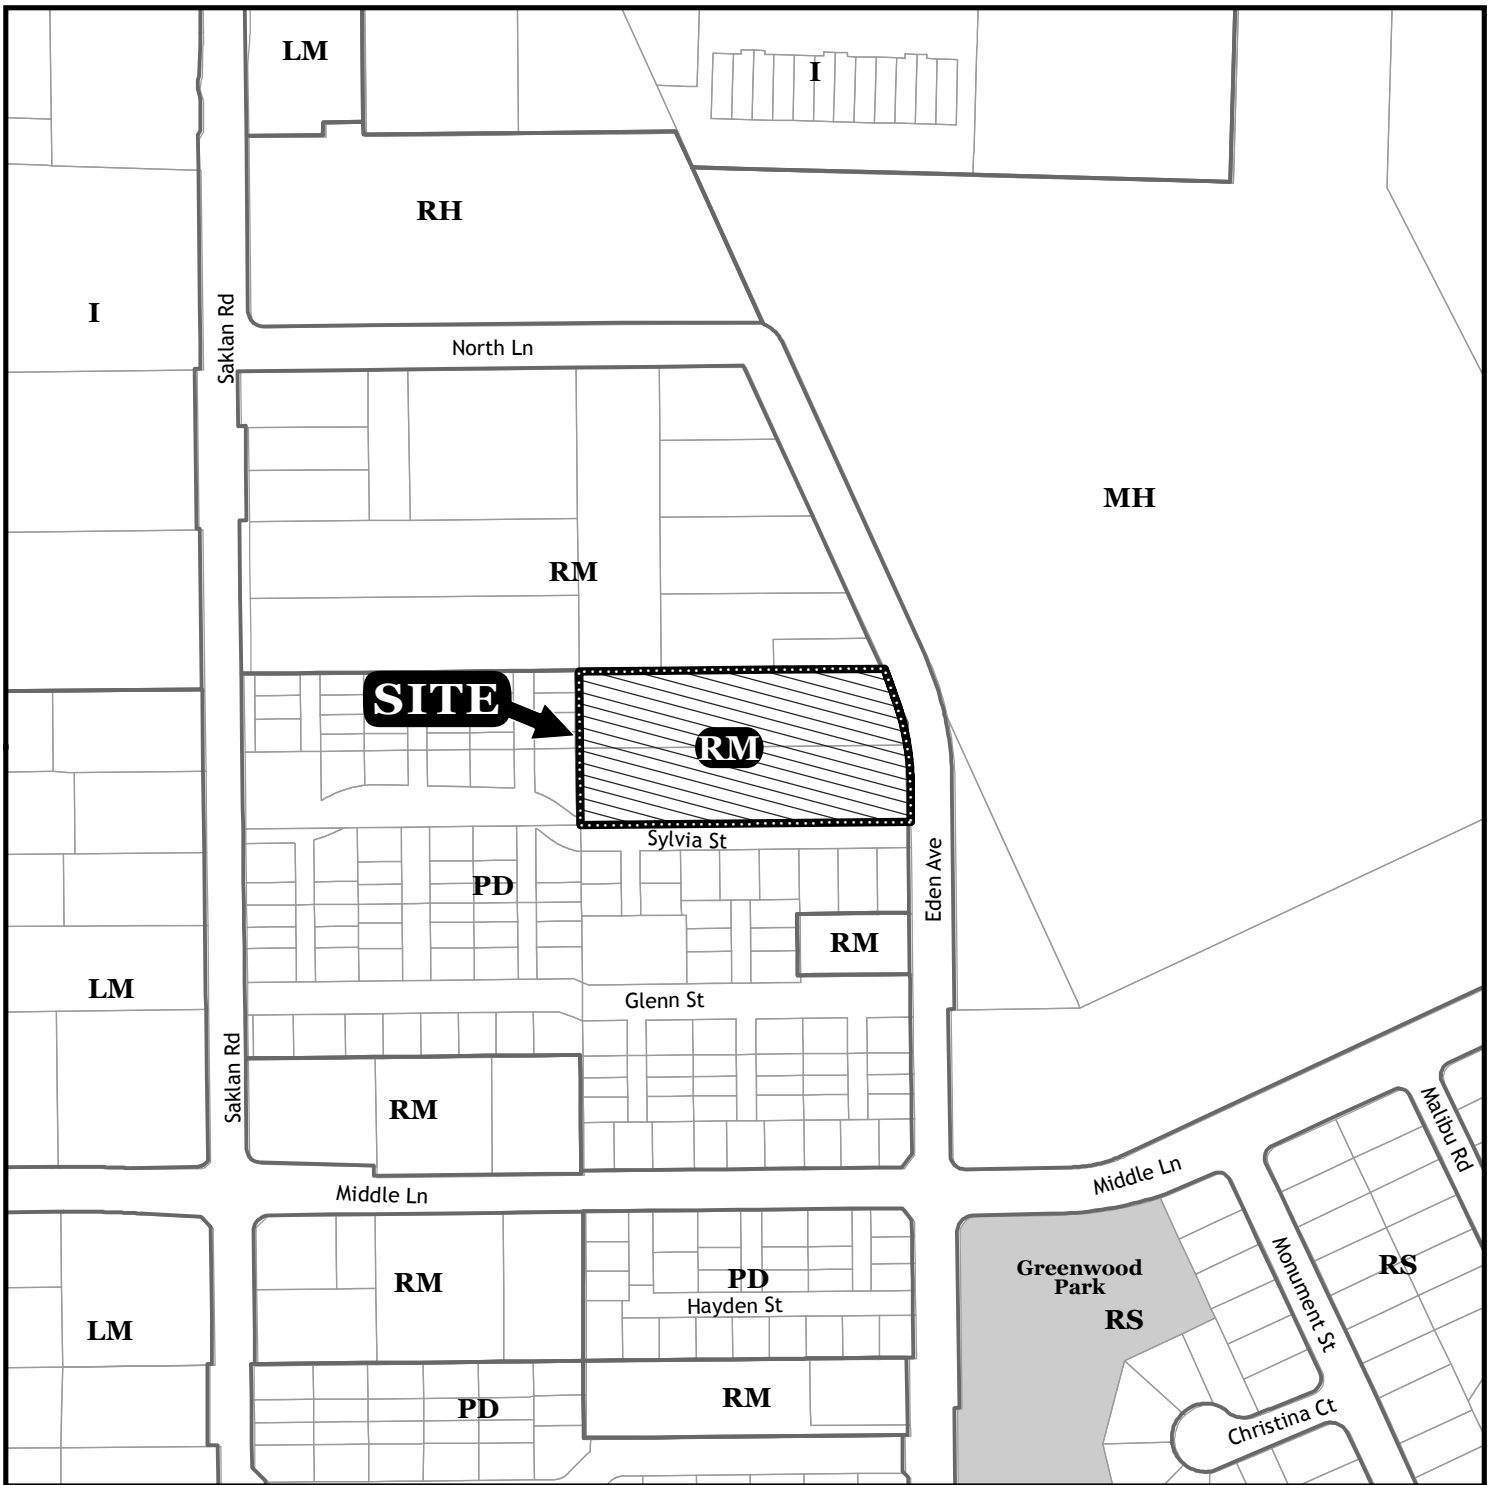 LM
I
RH
I
Saklan Rd
North Ln
MH
RM
SITE
RM
Sylvia St
Eden Ave
PD
RM
LM
Glenn St
Saklan Rd
RM
Malibu Rd
Middle Ln
Middle Ln
Monument St
RS
Greenwood
Park
RS
RM
PD
Hayden St
LM
RM
PD
Christina Ct